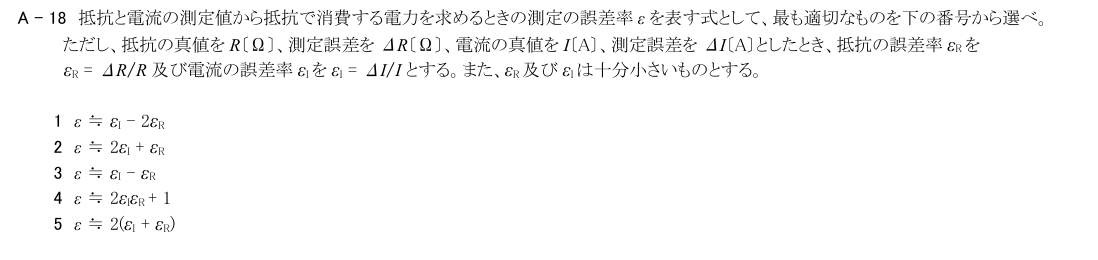 A－18 抵抗と電流の測定値から抵抗で消費する電力を求めるときの測定の誤差率 ε を表す式として、最も適切なものを下の番号から選べ。
ただし、抵抗の真値を R〔Ω〕、測定誤差を ΔR〔Ω〕、電流の真値を I〔A〕、測定誤差を ΔI〔A〕としたとき、抵抗の誤差率 εR を
εR = ΔR/R 及び電流の誤差率 εI を εI = ΔI/I とする。また、εR 及び εI は十分小さいものとする。
1 ε ≒ εI − 2εR
2 ε ≒ 2εI + εR
3 ε ≒ εI − εR
4 ε ≒ 2εIεR + 1
5 ε ≒ 2(εI + εR)